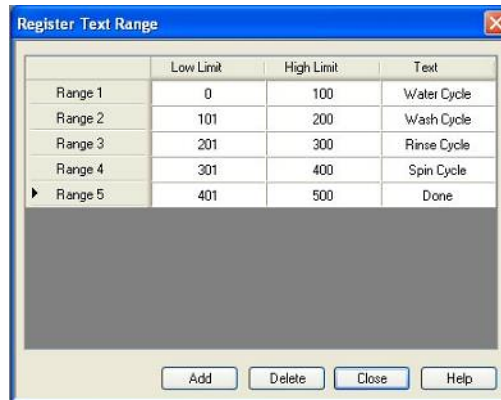 Register Text Range
Low Limit High Limit Text
Range 1 0 100 Water Cycle
Range 2 101 200 Wash Cycle
Range 3 201 300 Rinse Cycle
Range 4 301 400 Spin Cycle
Range 5 401 500 Done
Add Delete Close Help